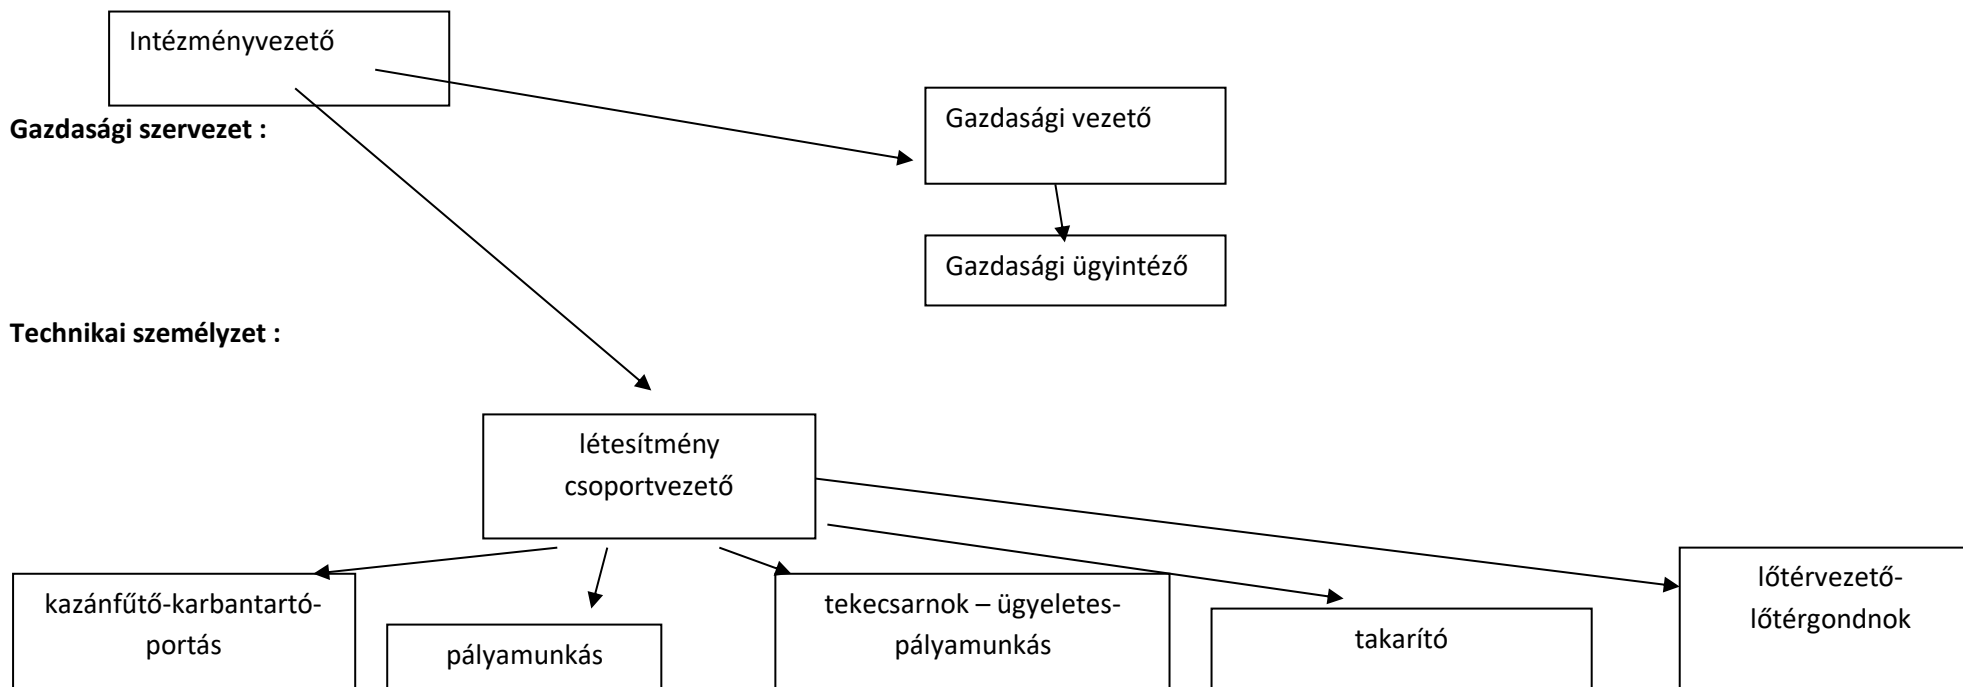 Intézményvezető
Gazdasági szervezet :
Gazdasági vezető
Gazdasági ügyintéző
Technikai személyzet :
létesítmény
csoportvezető
kazánfűtő-karbantartó-
portás
pályamunkás
tekecsarnok – ügyeletes-
pályamunkás
takarító
lőtérvezető-
lőtérgondnok